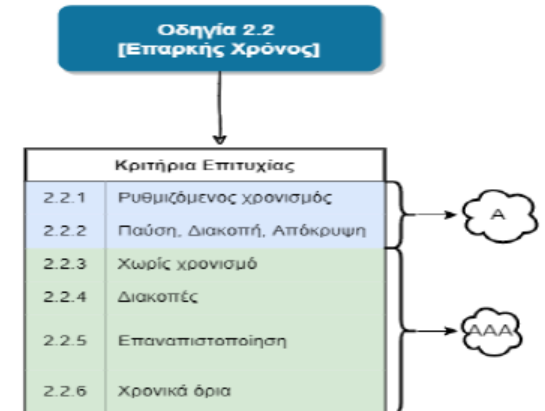 Οδηγία 2.2
[Επαρκής Χρόνος]
Κριτήρια Επιτυχίας
2.2.1 Ρυθμιζόμενος χρονισμός
2.2.2 Παύση, Διακοπή, Απόκρυψη
A
2.2.3 Χωρίς χρονισμό
2.2.4 Διακοπές
2.2.5 Επαναπιστοποίηση
AAA
2.2.6 Χρονικά όρια